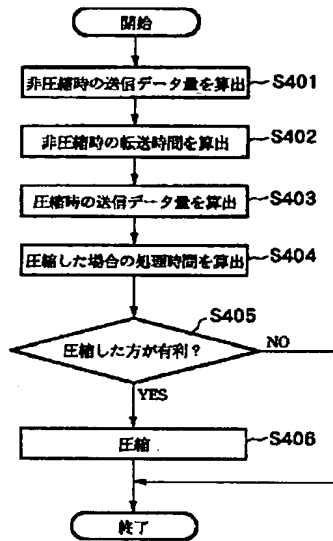 開始
非圧縮時の送信データ量を算出 S401
非圧縮時の転送時間を算出 S402
圧縮時の送信データ量を算出 S403
圧縮した場合の処理時間を算出 S404
S405
圧縮した方が有利? NO
YES
圧縮 S406
終了